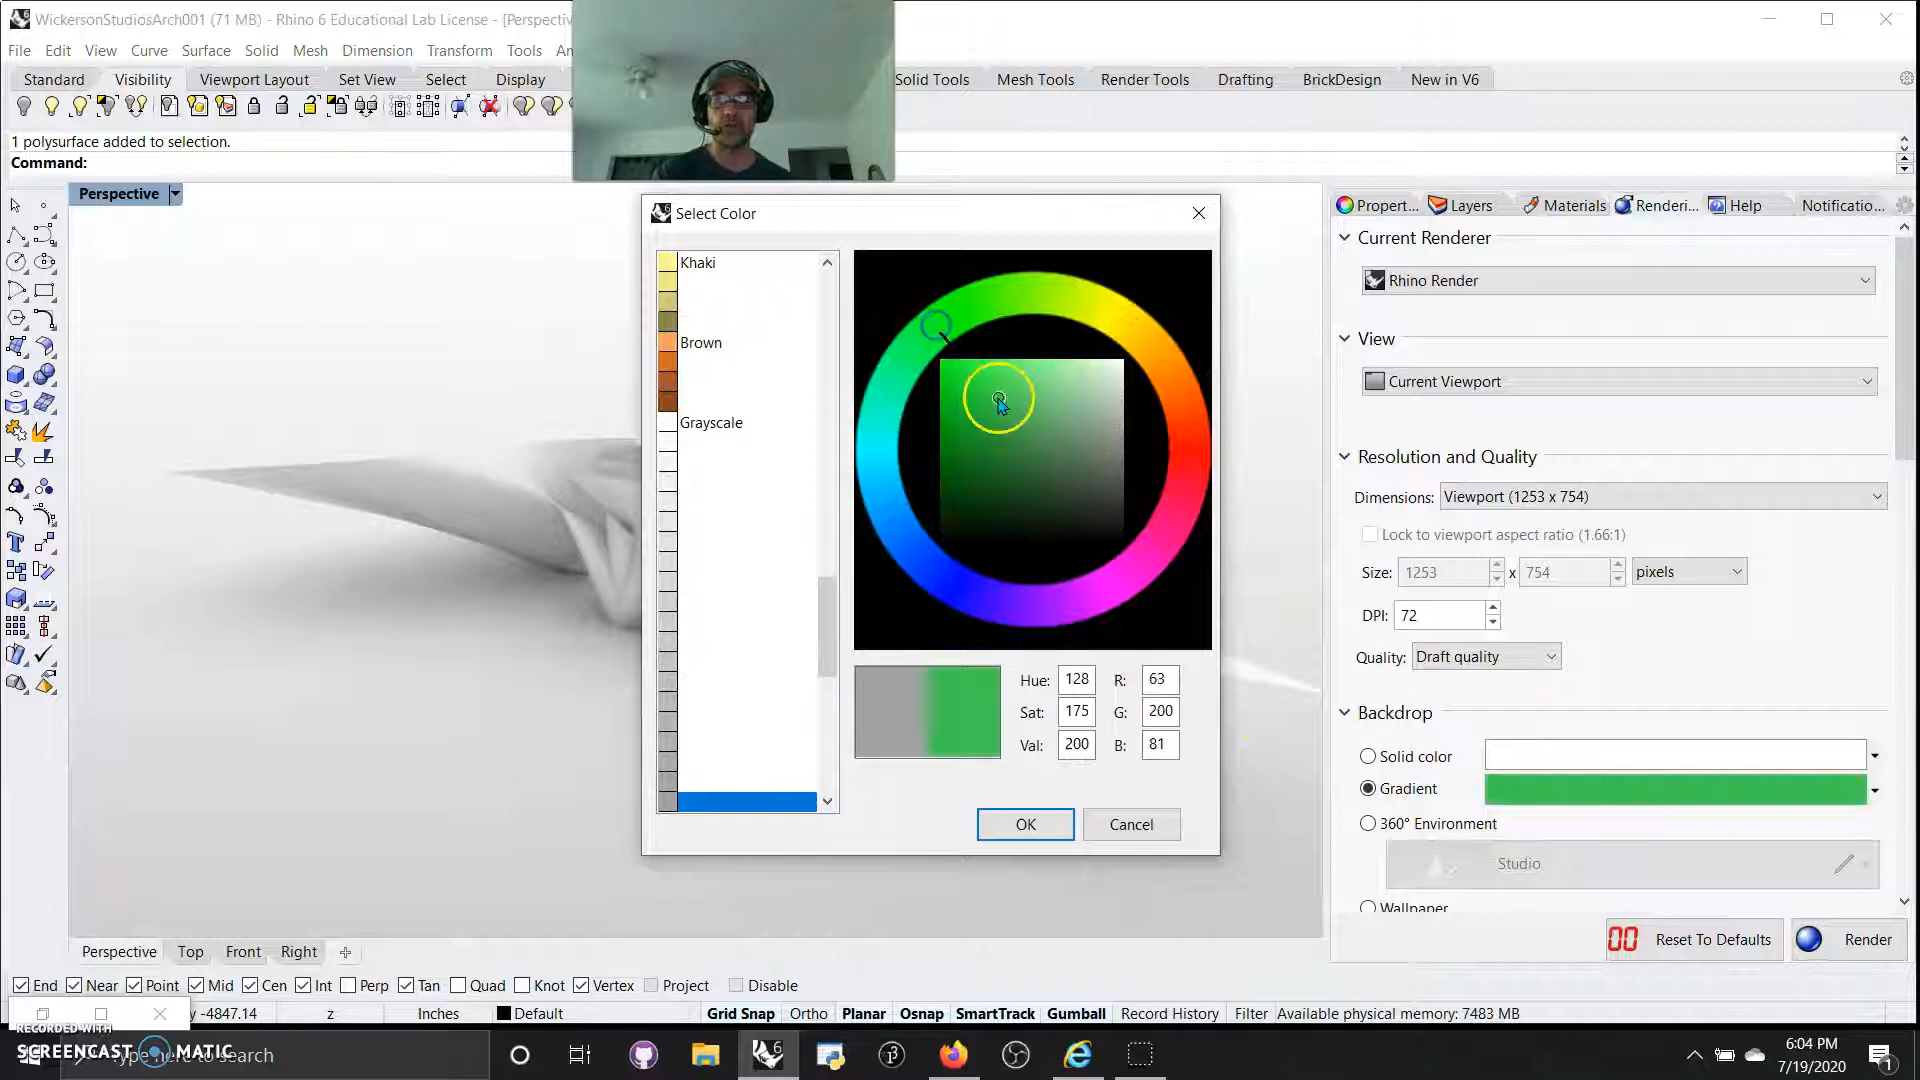 WickersonStudiosArch001 (71 MB) - Rhino 6 Educational Lab License - [Perspectiv
File Edit View Curve Surface Solid Mesh Dimension Transform Tools An
Standard Visibility Viewport Layout Set View Select Display Solid Tools Mesh Tools Render Tools Drafting BrickDesign New in V6
1 polysurface added to selection.
Command:
Perspective
Select Color
Khaki
Brown
Grayscale
Hue: 128 R: 63
Sat: 175 G: 200
Val: 200 B: 81
OK Cancel
Propert... Layers Materials Renderi... Help Notificatio...
Current Renderer
Rhino Render
View
Current Viewport
Resolution and Quality
Dimensions: Viewport (1253 x 754)
Lock to viewport aspect ratio (1.66:1)
Size: 1253 x 754 pixels
DPI: 72
Quality: Draft quality
Backdrop
Solid color
Gradient
360° Environment
Studio
Wallpaper
00 Reset To Defaults Render
Perspective Top Front Right
End Near Point Mid Cen Int Perp Tan Quad Knot Vertex Project Disable
y -4847.14 z Inches Default Grid Snap Ortho Planar Osnap SmartTrack Gumball Record History Filter Available physical memory: 7483 MB
RECORDED WITH
SCREENCAST MATIC
Type here to search
6:04 PM
7/19/2020
1